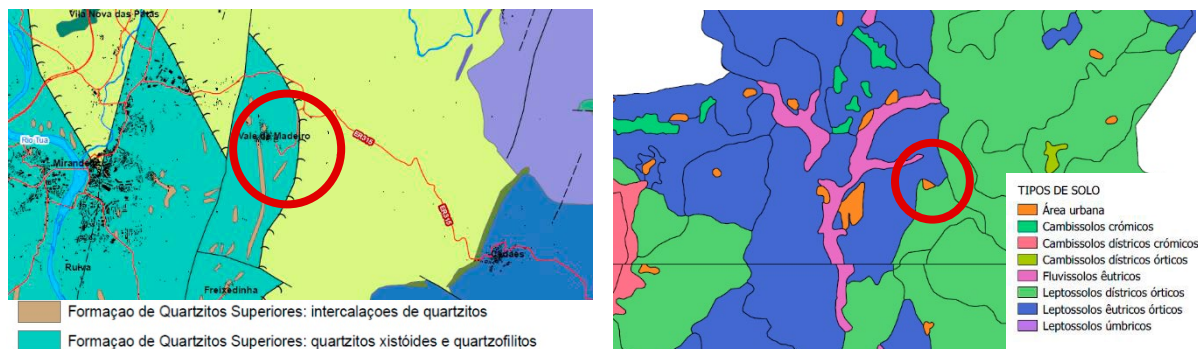 Vila Nova das Patas
Vale de Madeiro
ER315
Rio Tua
Mirandela
ER315
Cedães
Ruiva
Freixedinha
Formaçao de Quartzitos Superiores: intercalaçoes de quartzitos
Formaçao de Quartzitos Superiores: quartzitos xistóides e quartzofilitos
TIPOS DE SOLO
Área urbana
Cambissolos crómicos
Cambissolos dístricos crómicos
Cambissolos dístricos órticos
Fluvissolos êutricos
Leptossolos dístricos órticos
Leptossolos êutricos órticos
Leptossolos úmbricos